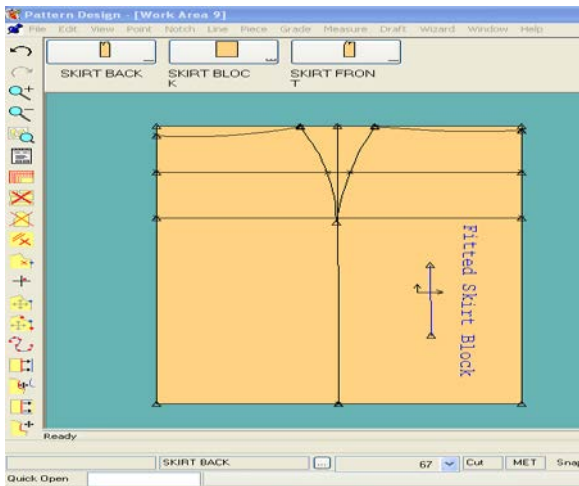 Pattern Design - [Work Area 9]
File Edit View Point Notch Line Piece Grade Measure Draft Wizard Window Help
SKIRT BACK SKIRT BLOC SKIRT FRON
K T
Fitted Skirt Block
Ready
SKIRT BACK ... 67 Cut MET Snap
Quick Open